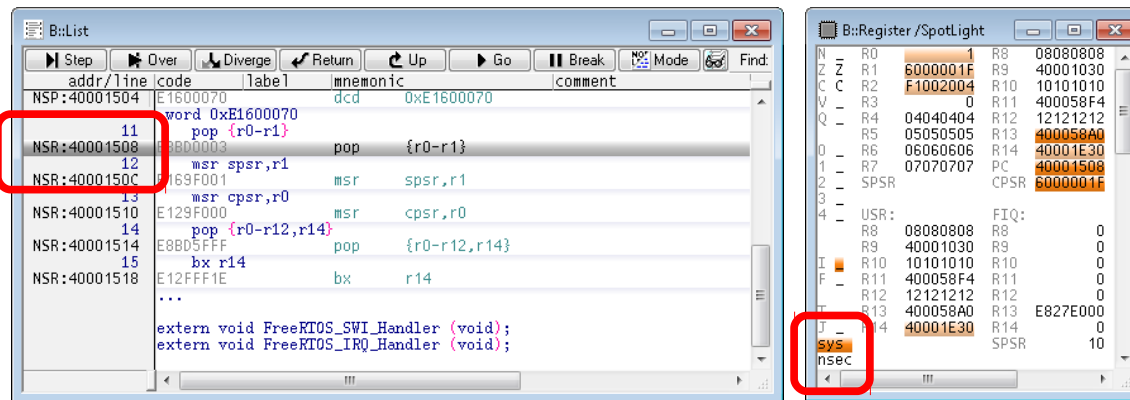 B::List
Step Over Diverge Return Up Go Break Mode Find:
addr/line code label mnemonic comment
NSP:40001504 E1600070 dcd 0xE1600070
word 0xE1600070
11 pop {r0-r1}
NSR:40001508 E8BD0003 pop {r0-r1}
12 msr spsr,r1
NSR:4000150C E169F001 msr spsr,r1
13 msr cpsr,r0
NSR:40001510 E129F000 msr cpsr,r0
14 pop {r0-r12,r14}
NSR:40001514 E8BD5FFF pop {r0-r12,r14}
15 bx r14
NSR:40001518 E12FFF1E bx r14
...
extern void FreeRTOS_SWI_Handler (void);
extern void FreeRTOS_IRQ_Handler (void);
B::Register /SpotLight
N _ R0 1 R8 08080808
Z Z R1 6000001F R9 40001030
C C R2 F1002004 R10 10101010
V _ R3 0 R11 400058F4
Q _ R4 04040404 R12 12121212
R5 05050505 R13 400058A0
0 _ R6 06060606 R14 40001E30
1 _ R7 07070707 PC 40001508
2 _ SPSR CPSR 6000001F
3 _
4 _ USR: FIQ:
R8 08080808 R8 0
R9 40001030 R9 0
I R10 10101010 R10 0
F _ R11 400058F4 R11 0
R12 12121212 R12 0
T _ R13 400058A0 R13 E827E000
J _ R14 40001E30 R14 0
sys SPSR 10
nsec